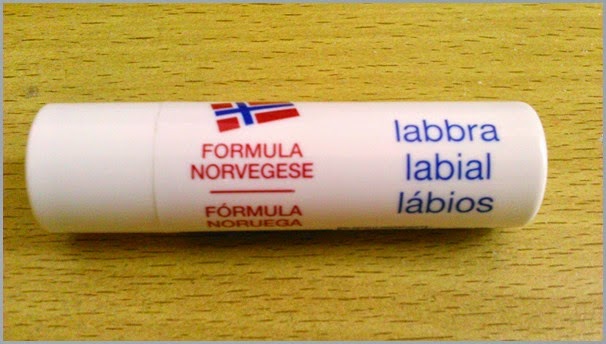 FORMULA
NORVEGESE
FÓRMULA
NORUEGA
labbra
labial
lábios